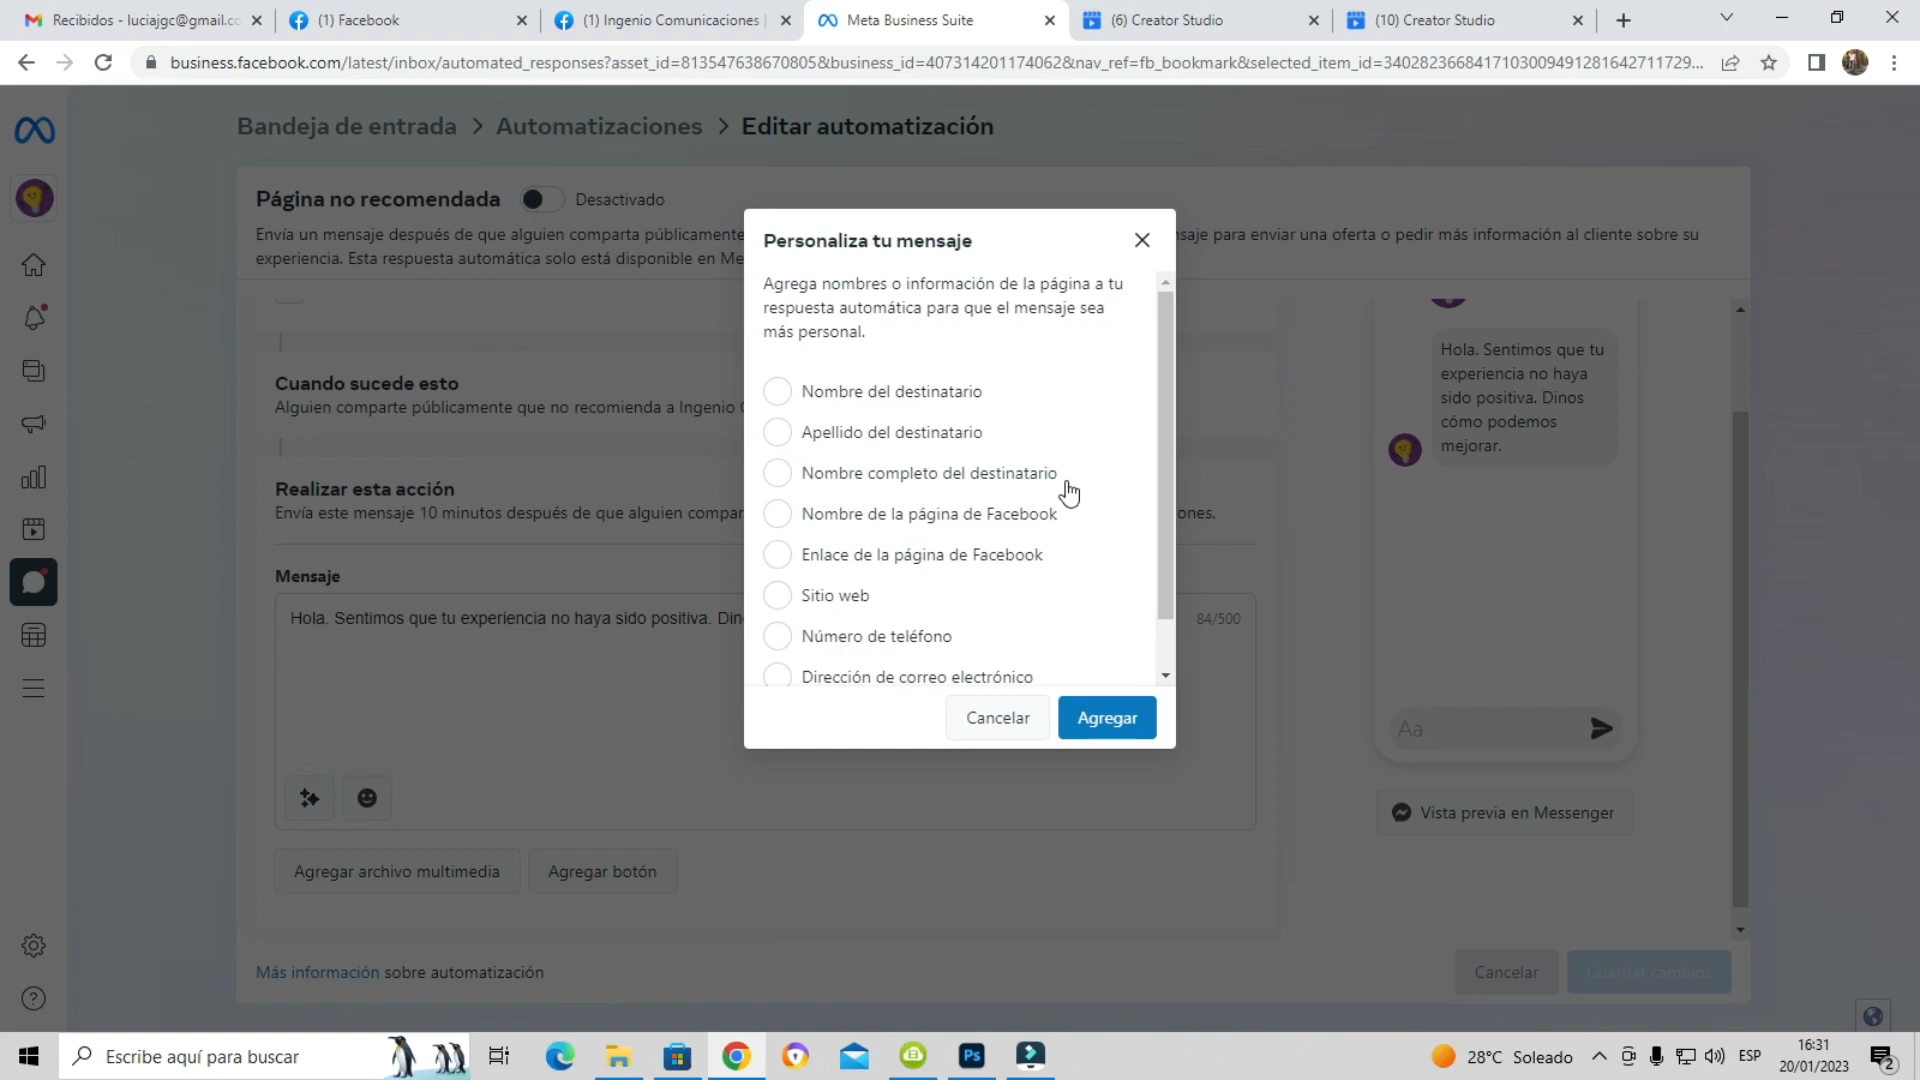 Recibidos - luciajgc@gmail.cc
(1) Facebook
(1) Ingenio Comunicaciones |
Meta Business Suite
(6) Creator Studio
(10) Creator Studio
business.facebook.com/latest/inbox/automated_responses?asset_id=813547638670805&business_id=407314201174062&nav_ref=fb_bookmark&selected_item_id=340282366841710300949128164271172​9...
Bandeja de entrada > Automatizaciones > Editar automatización
Página no recomendada
Desactivado
Envía un mensaje después de que alguien comparta públicamente
saje para enviar una oferta o pedir más información al cliente sobre su
experiencia. Esta respuesta automática solo está disponible en Me
Cuando sucede esto
Alguien comparte públicamente que no recomienda a Ingenio
Realizar esta acción
Envía este mensaje 10 minutos después de que alguien compar
ones.
Mensaje
Hola. Sentimos que tu experiencia no haya sido positiva. Din
84/500
Agregar archivo multimedia
Agregar botón
Más información sobre automatización
Cancelar
Guardar cambios
Personaliza tu mensaje
Agrega nombres o información de la página a tu
respuesta automática para que el mensaje sea
más personal.
Nombre del destinatario
Apellido del destinatario
Nombre completo del destinatario
Nombre de la página de Facebook
Enlace de la página de Facebook
Sitio web
Número de teléfono
Dirección de correo electrónico
Cancelar
Agregar
Hola. Sentimos que tu
experiencia no haya
sido positiva. Dinos
cómo podemos
mejorar.
Aa
Vista previa en Messenger
Escribe aquí para buscar
Ps
28°C Soleado
ESP
16:31
20/01/2023
2